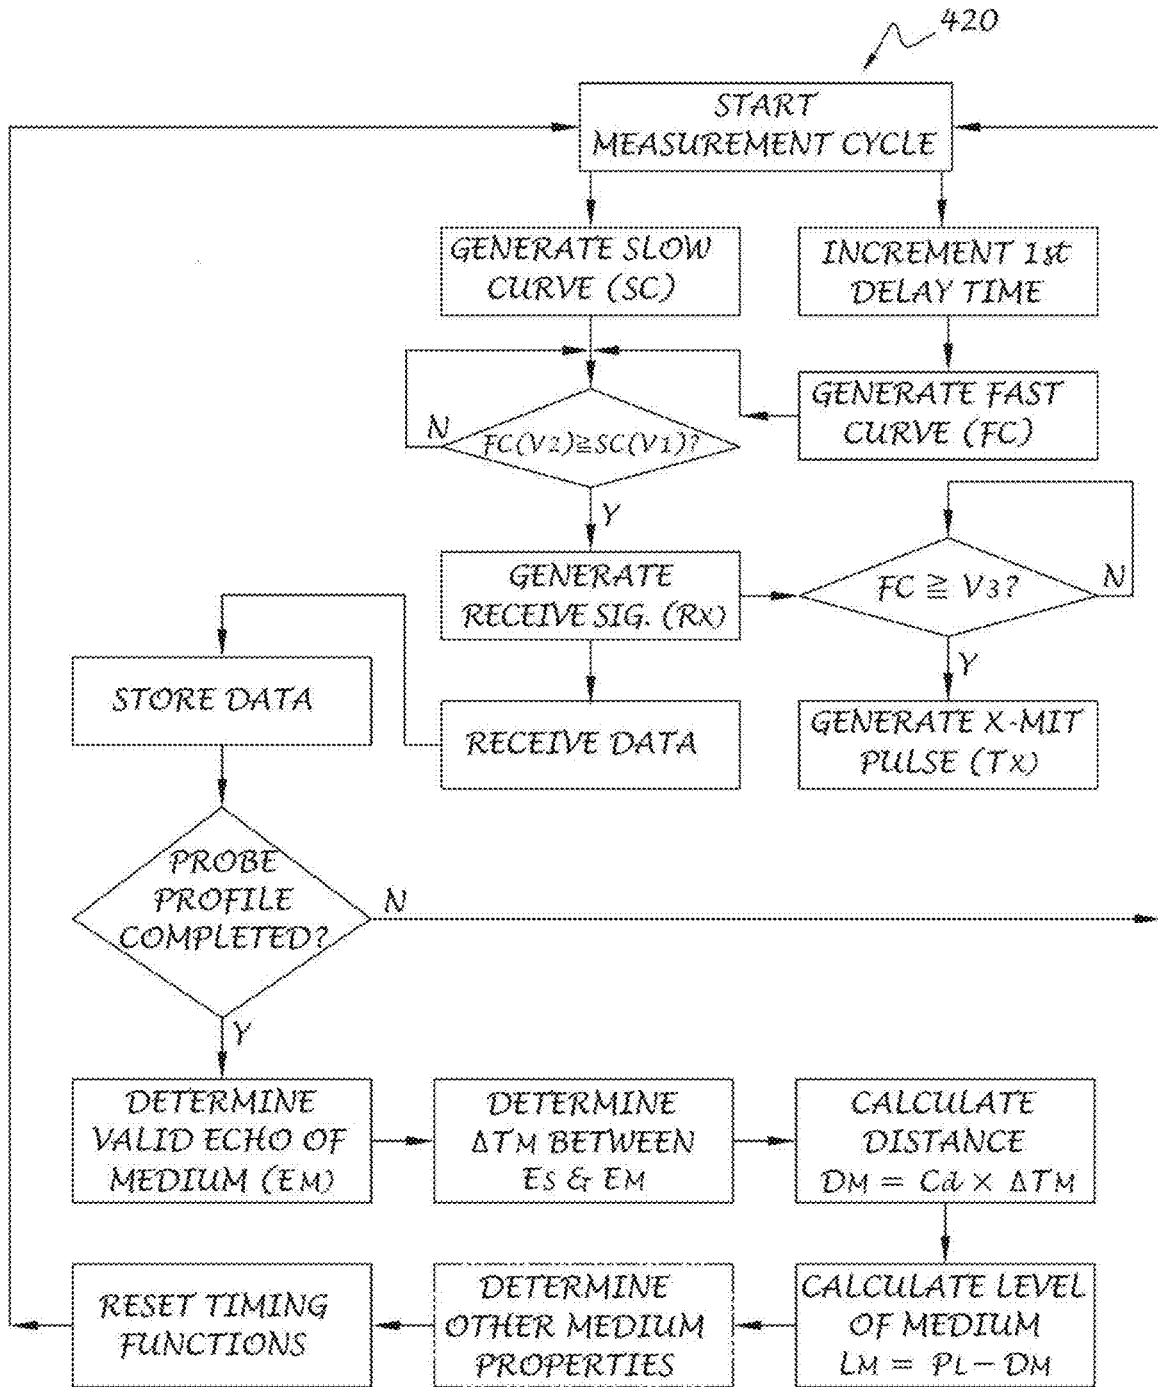 420
START
MEASUREMENT CYCLE
GENERATE SLOW
CURVE (SC)
INCREMENT 1st
DELAY TIME
GENERATE FAST
CURVE (FC)
N
FC(V2)≧SC(V1)?
Y
GENERATE
RECEIVE SIG. (RX)
FC ≧ V3?
N
Y
STORE DATA
RECEIVE DATA
GENERATE X-MIT
PULSE (TX)
PROBE
PROFILE
COMPLETED?
N
Y
DETERMINE
VALID ECHO OF
MEDIUM (EM)
DETERMINE
ΔTM BETWEEN
ES & EM
CALCULATE
DISTANCE
DM = Cd × ΔTM
CALCULATE LEVEL
OF MEDIUM
LM = PL – DM
DETERMINE
OTHER MEDIUM
PROPERTIES
RESET TIMING
FUNCTIONS